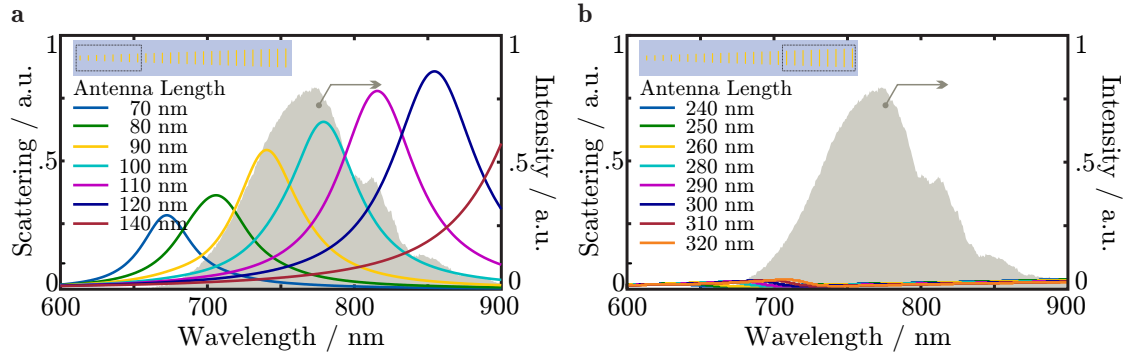 a
1
.5
0
Scattering / a.u.
Antenna Length
70 nm
80 nm
90 nm
100 nm
110 nm
120 nm
140 nm
1
.5
0
Intensity / a.u.
600
700
800
900
Wavelength / nm
b
1
.5
0
Scattering / a.u.
Antenna Length
240 nm
250 nm
260 nm
280 nm
290 nm
300 nm
310 nm
320 nm
1
.5
0
Intensity / a.u.
600
700
800
900
Wavelength / nm